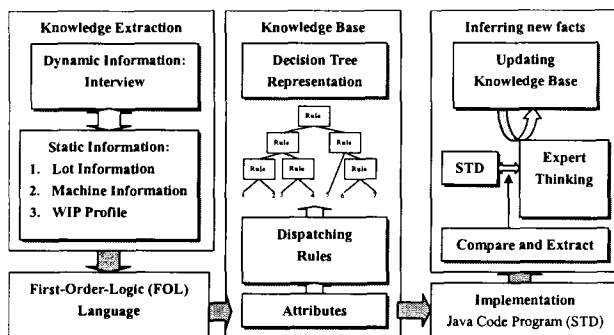 Knowledge Extraction
Dynamic Information:
Interview
Static Information:
1. Lot Information
2. Machine Information
3. WIP Profile
First-Order-Logic (FOL)
Language
Knowledge Base
Decision Tree
Representation
Rule
Rule
Rule
Rule
Rule
Rule
Dispatching
Rules
Attributes
Inferring new facts
Updating
Knowledge Base
STD
Expert
Thinking
Compare and Extract
Implementation
Java Code Program (STD)